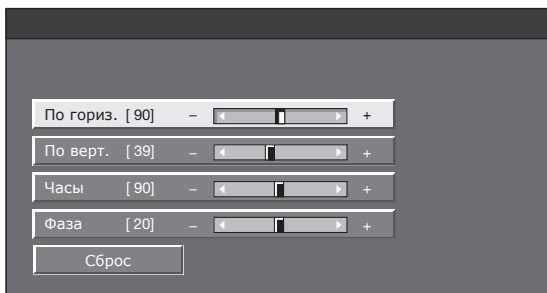 По гориз. [ 90] – +
По верт. [ 39] – +
Часы [ 90] – +
Фаза [ 20] – +
Сброс